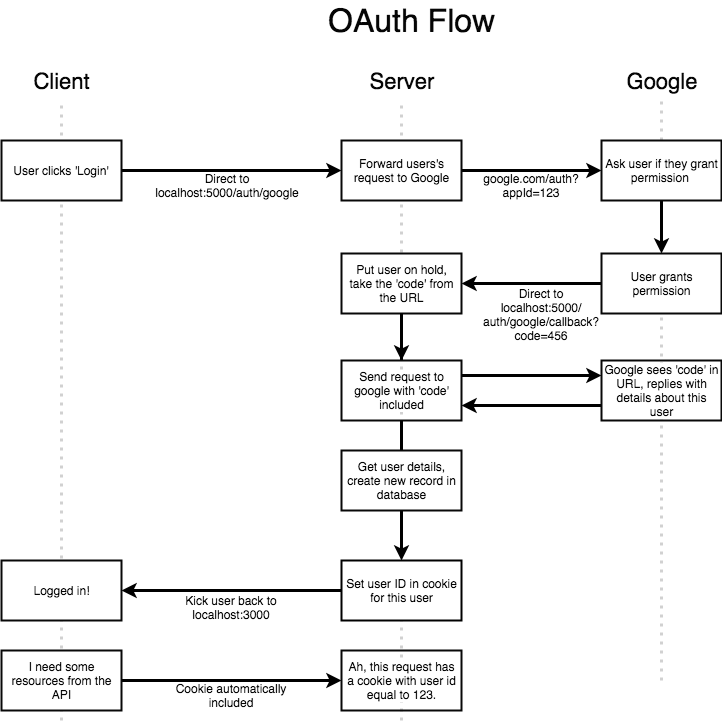 OAuth Flow
Client
Server
Google
User clicks 'Login'
Direct to
localhost:5000/auth/google
Forward users's
request to Google
google.com/auth?
appId=123
Ask user if they grant
permission
User grants
permission
Direct to
localhost:5000/
auth/google/callback?
code=456
Put user on hold,
take the 'code' from
the URL
Send request to
google with 'code'
included
Google sees 'code' in
URL, replies with
details about this
user
Get user details,
create new record in
database
Set user ID in cookie
for this user
Kick user back to
localhost:3000
Logged in!
I need some
resources from the
API
Cookie automatically
included
Ah, this request has
a cookie with user id
equal to 123.